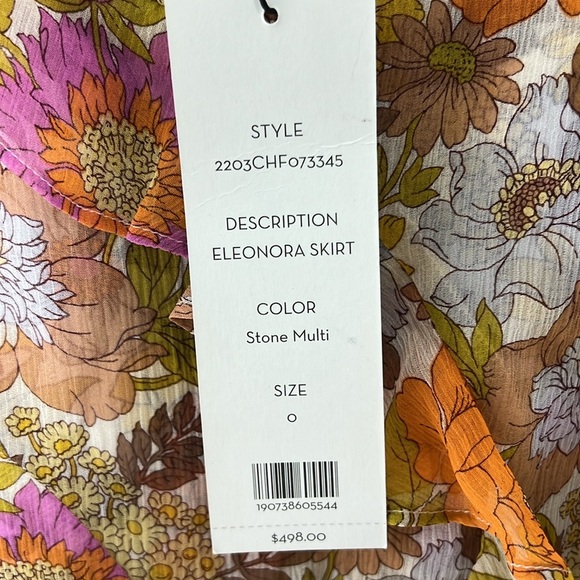 STYLE
2203CHF073345
DESCRIPTION
ELEONORA SKIRT
COLOR
Stone Multi
SIZE
0
190738605544
$498.00